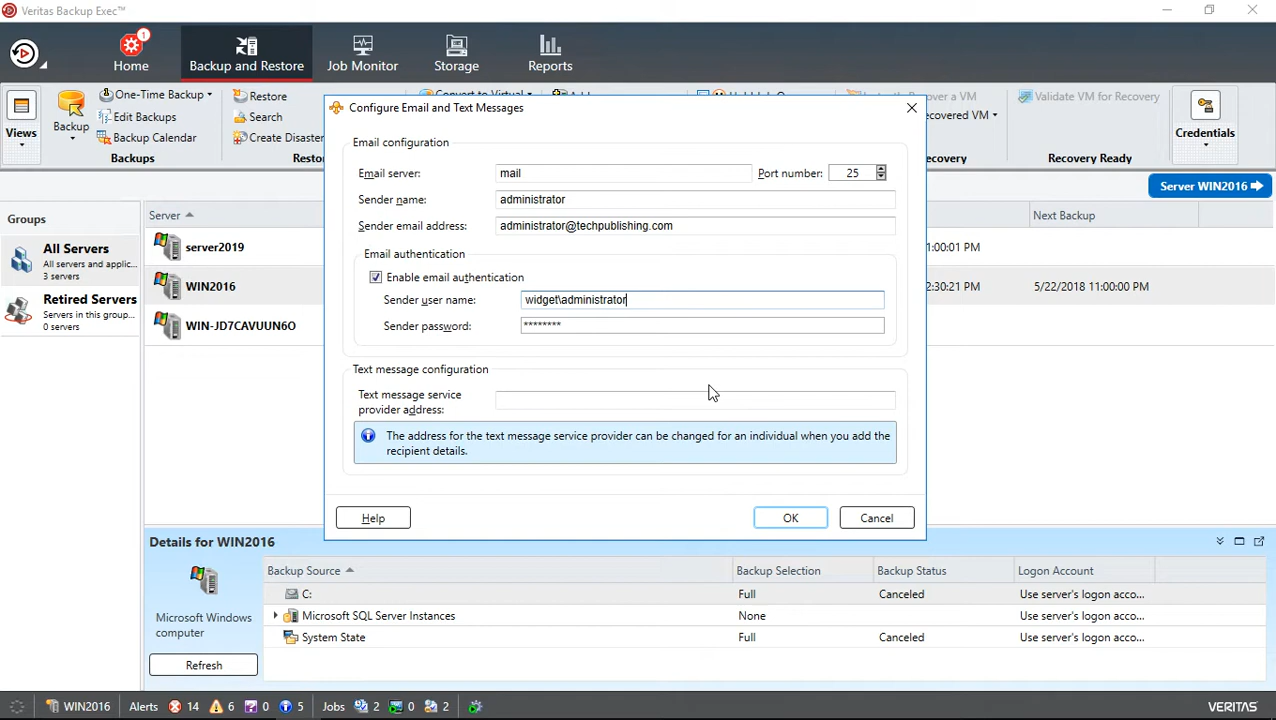 Veritas Backup Exec™
1
Home
Backup and Restore
Job Monitor
Storage
Reports
Views
Backup
One-Time Backup
Edit Backups
Backup Calendar
Backups
Restore
Search
Create Disaster
Convert to Virtual
recover a VM
covered VM
covery
Validate VM for Recovery
Recovery Ready
Credentials
Configure Email and Text Messages
Email configuration
Email server: mail Port number: 25
Sender name: administrator
Sender email address: administrator@techpublishing.com
Email authentication
Enable email authentication
Sender user name: widget\administrator
Sender password: ********
Text message configuration
Text message service
provider address:
The address for the text message service provider can be changed for an individual when you add the
recipient details.
Help
OK
Cancel
Groups
All Servers
All servers and applic...
3 servers
Retired Servers
Servers in this group...
0 servers
Server
server2019
WIN2016
WIN-JD7CAVUUN6O
Server WIN2016
Next Backup
:01 PM
2:30:21 PM 5/22/2018 11:00:00 PM
Details for WIN2016
Microsoft Windows
computer
Refresh
Backup Source Backup Selection Backup Status Logon Account
C: Full Canceled Use server's logon acco...
Microsoft SQL Server Instances None Use server's logon acco...
System State Full Canceled Use server's logon acco...
WIN2016 Alerts 14 6 0 5 Jobs 2 0 2
VERITAS